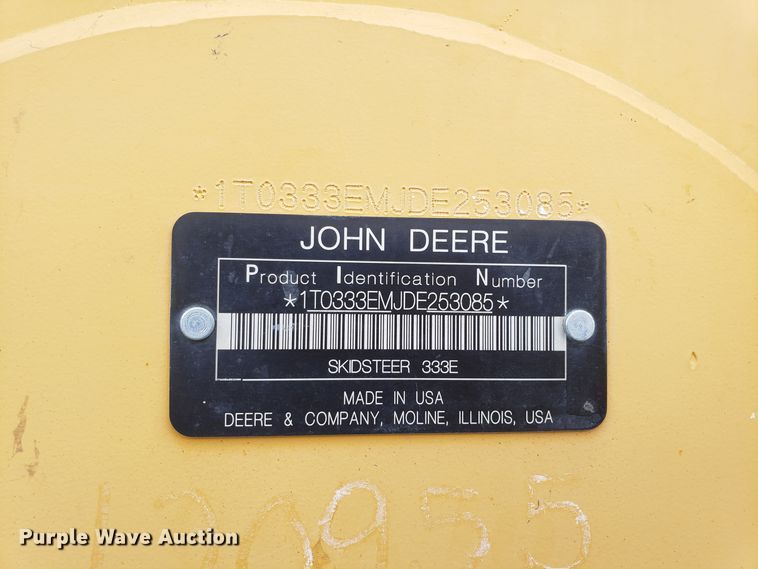 *1T0333EMJDE253085*
JOHN DEERE
Product Identification Number
*1T0333EMJDE253085*
SKIDSTEER 333E
MADE IN USA
DEERE & COMPANY, MOLINE, ILLINOIS, USA
120955
Purple Wave Auction